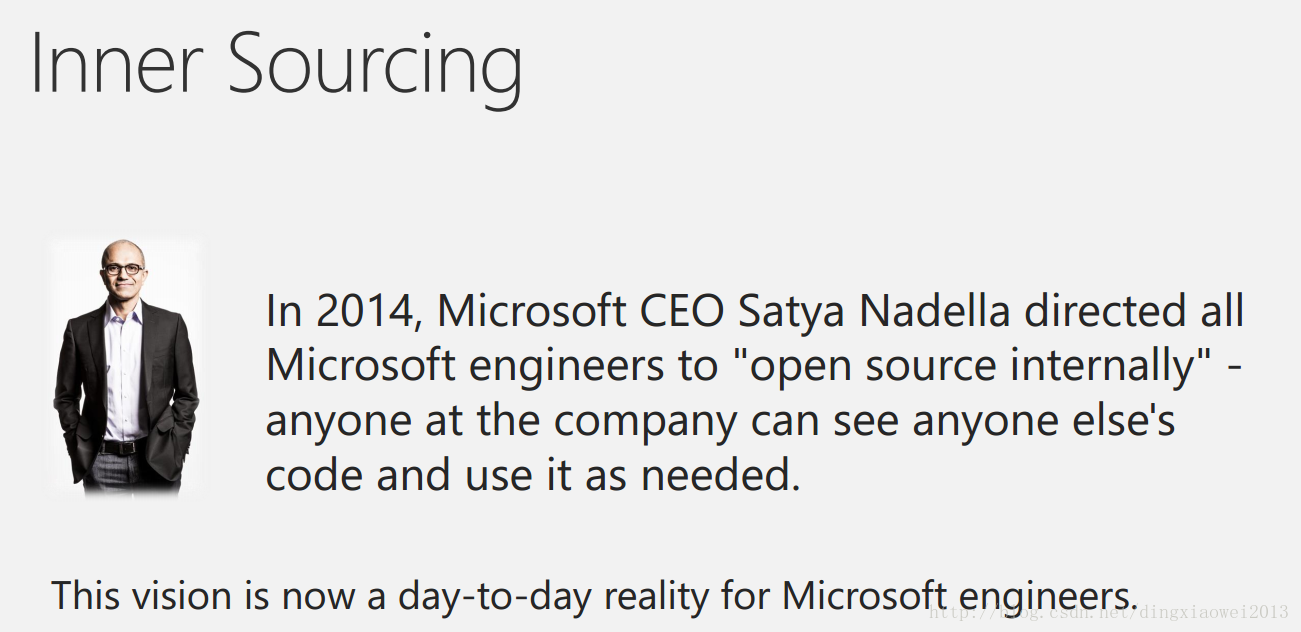 Inner Sourcing
In 2014, Microsoft CEO Satya Nadella directed all
Microsoft engineers to "open source internally" -
anyone at the company can see anyone else's
code and use it as needed.
This vision is now a day-to-day reality for Microsoft engineers.
http://blog.csdn.net/dingxiaowei2013